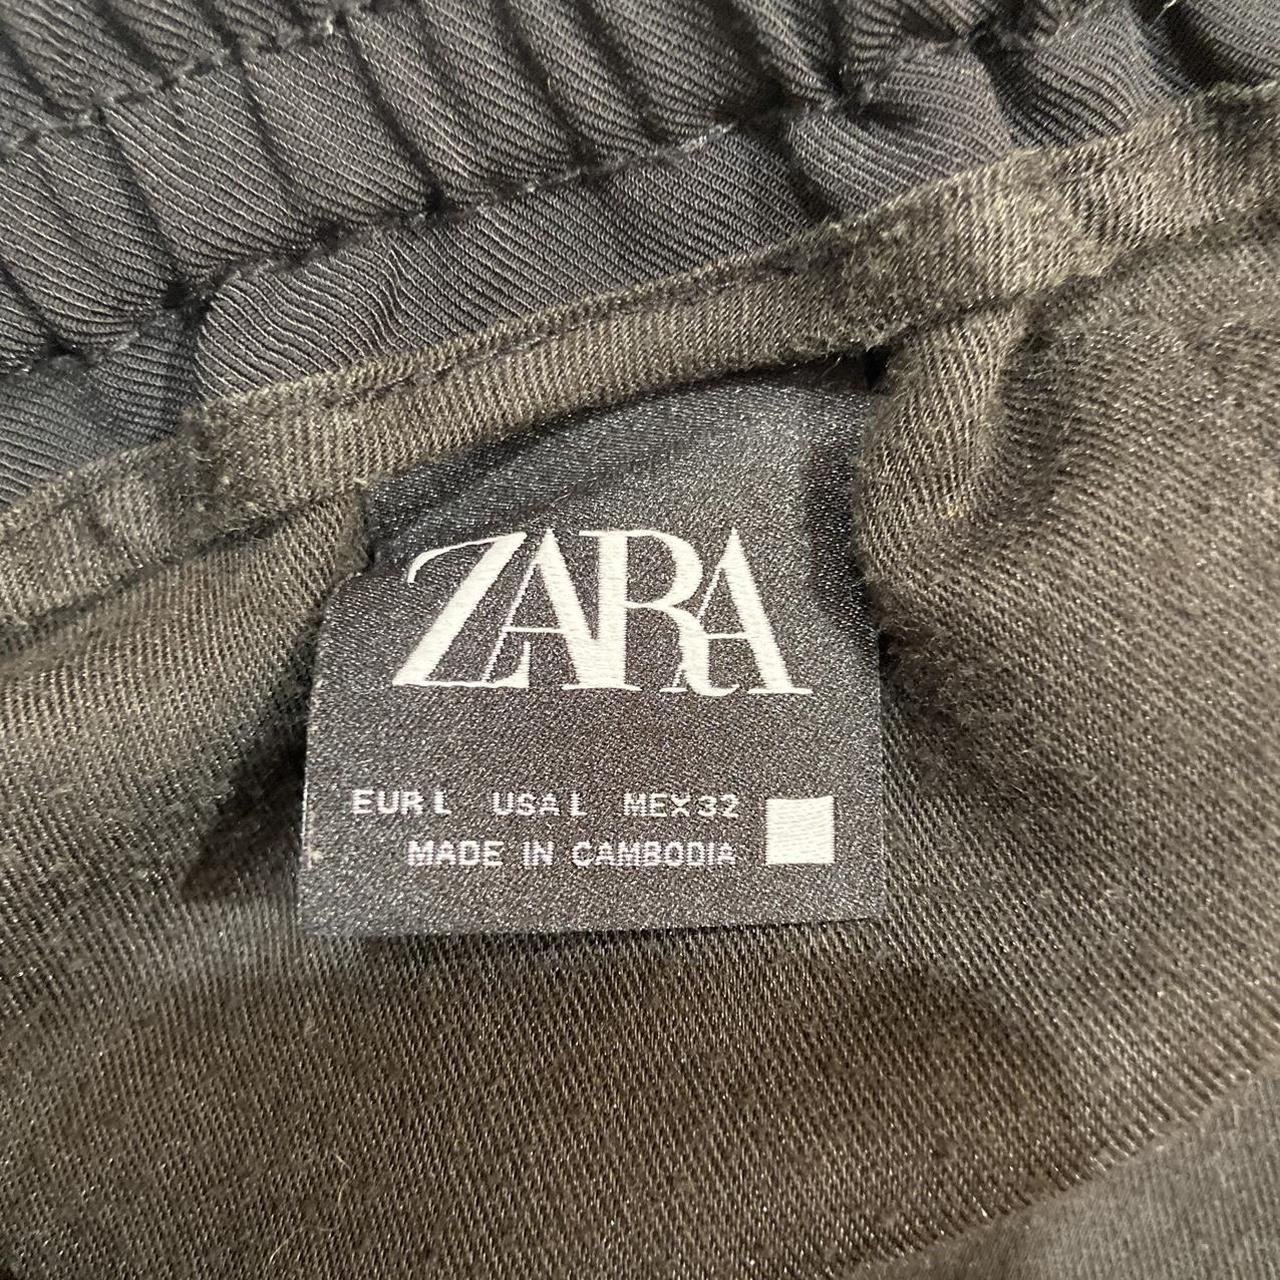 ZARA
EUR L USA L MEX 32
MADE IN CAMBODIA